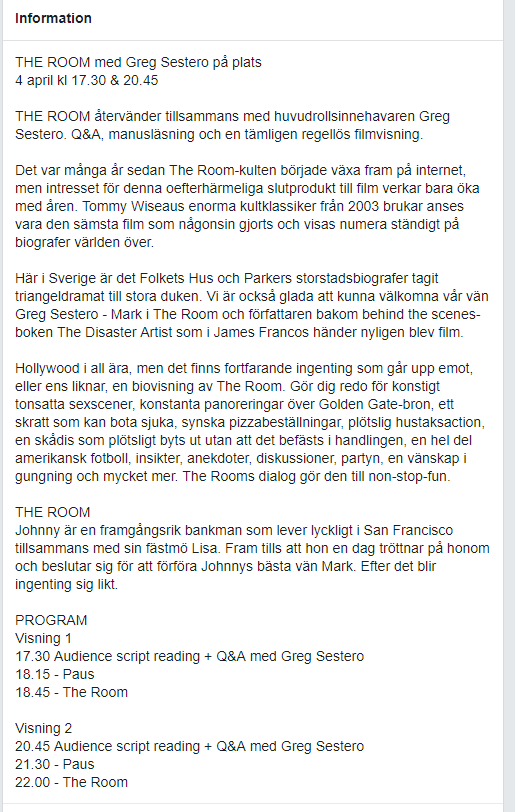 Information
THE ROOM med Greg Sestero på plats
4 april kl 17.30 & 20.45
THE ROOM återvänder tillsammans med huvudrollsinnehavaren Greg
Sestero. Q&A, manusläsning och en tämligen regellös filmvisning.
Det var många år sedan The Room-kulten började växa fram på internet,
men intresset för denna oefterhärmeliga slutprodukt till film verkar bara öka
med åren. Tommy Wiseaus enorma kultklassiker från 2003 brukar anses
vara den sämsta film som någonsin gjorts och visas numera ständigt på
biografer världen över.
Här i Sverige är det Folkets Hus och Parkers storstadsbiografer tagit
triangeldramat till stora duken. Vi är också glada att kunna välkomna vår vän
Greg Sestero - Mark i The Room och författaren bakom behind the scenes-
boken The Disaster Artist som i James Francos händer nyligen blev film.
Hollywood i all ära, men det finns fortfarande ingenting som går upp emot,
eller ens liknar, en biovisning av The Room. Gör dig redo för konstigt
tonsatta sexscener, konstanta panoreringar över Golden Gate-bron, ett
skratt som kan bota sjuka, synska pizzabeställningar, plötslig hustaksaction,
en skådis som plötsligt byts ut utan att det befästs i handlingen, en hel del
amerikansk fotboll, insikter, anekdoter, diskussioner, partyn, en vänskap i
gungning och mycket mer. The Rooms dialog gör den till non-stop-fun.
THE ROOM
Johnny är en framgångsrik bankman som lever lyckligt i San Francisco
tillsammans med sin fästmö Lisa. Fram tills att hon en dag tröttnar på honom
och beslutar sig för att förföra Johnnys bästa vän Mark. Efter det blir
ingenting sig likt.
PROGRAM
Visning 1
17.30 Audience script reading + Q&A med Greg Sestero
18.15 - Paus
18.45 - The Room
Visning 2
20.45 Audience script reading + Q&A med Greg Sestero
21.30 - Paus
22.00 - The Room